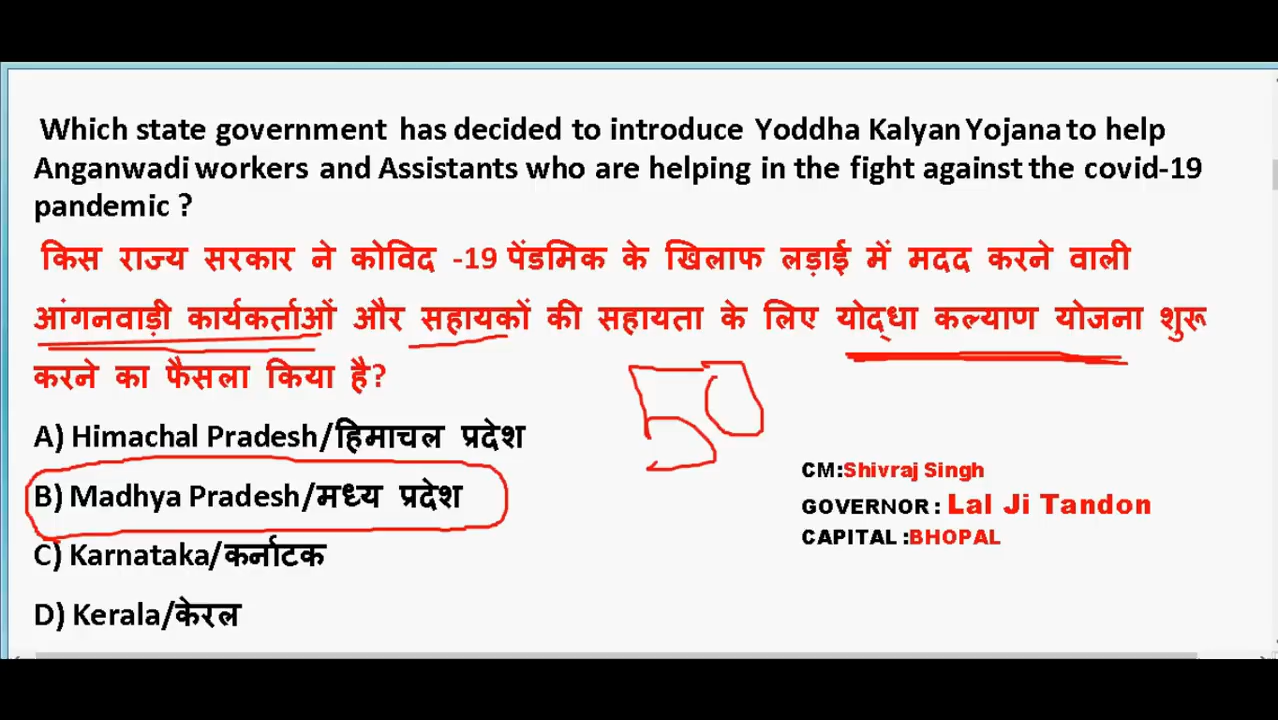 Which state government has decided to introduce Yoddha Kalyan Yojana to help
Anganwadi workers and Assistants who are helping in the fight against the covid-19
pandemic ?
किस राज्य सरकार ने कोविद -19 पेंडमिक के खिलाफ लड़ाई में मदद करने वाली
आंगनवाड़ी कार्यकर्ताओं और सहायकों की सहायता के लिए योद्धा कल्याण योजना शुरू
करने का फैसला किया है?
A) Himachal Pradesh/हिमाचल प्रदेश
B) Madhya Pradesh/मध्य प्रदेश
C) Karnataka/कर्नाटक
D) Kerala/केरल
50
CM:Shivraj Singh
GOVERNOR : Lal Ji Tandon
CAPITAL :BHOPAL